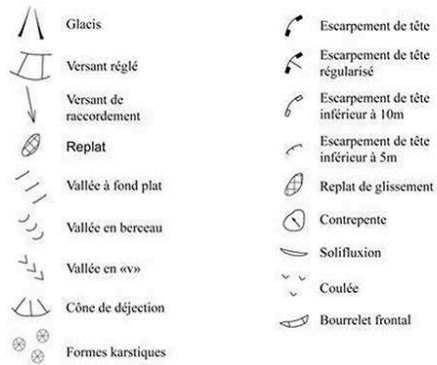 Glacis
Versant réglé
Versant de
raccordement
Replat
Vallée à fond plat
Vallée en berceau
Vallée en «v»
Cône de déjection
Formes karstiques
Escarpement de tête
Escarpement de tête
régularisé
Escarpement de tête
inférieur à 10m
Escarpement de tête
inférieur à 5m
Replat de glissement
Contrepente
Solifluxion
Coulée
Bourrelet frontal